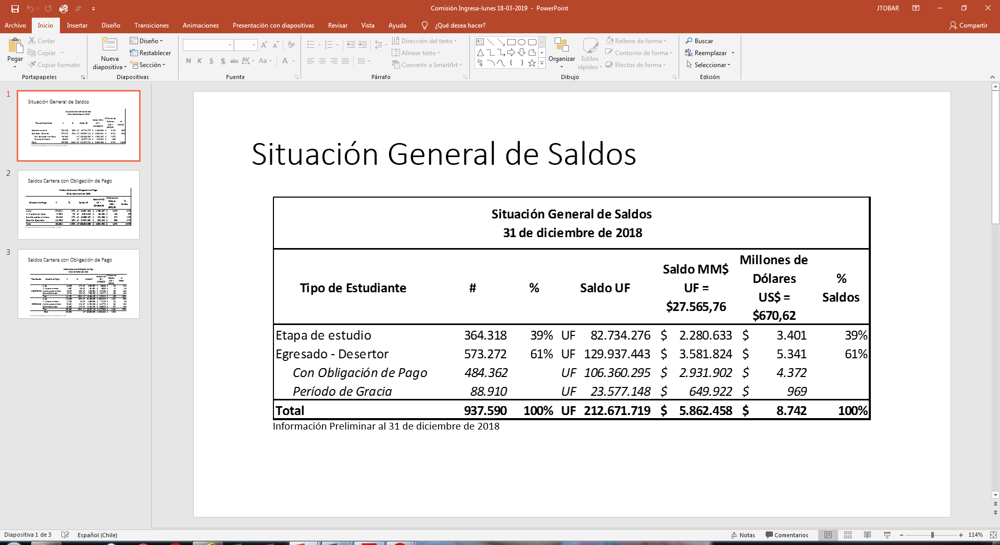 Comisión Ingresa-lunes 18-03-2019 - PowerPoint
JTOBAR
Archivo Inicio Insertar Diseño Transiciones Animaciones Presentación con diapositivas Revisar Vista Ayuda ¿Qué desea hacer? Compartir
Pegar
Cortar
Copiar
Copiar formato
Portapapeles
Nueva
diapositiva
Diseño
Restablecer
Sección
Diapositivas
N K S S abc AV Aa A
Fuente
Dirección del texto
Alinear texto
Convertir a SmartArt
Párrafo
Organizar
Estilos
rápidos
Relleno de forma
Contorno de forma
Efectos de forma
Dibujo
Buscar
Reemplazar
Seleccionar
Edición
1
Situación General de Saldos
2
Saldos Cartera con Obligación de Pago
3
Saldos Cartera con Obligación de Pago
Situación General de Saldos
Situación General de Saldos
31 de diciembre de 2018
Tipo de Estudiante # % Saldo UF Saldo MM$ UF = $27.565,76 Millones de Dólares US$ = $670,62 % Saldos
Etapa de estudio 364.318 39% UF 82.734.276 $ 2.280.633 $ 3.401 39%
Egresado - Desertor 573.272 61% UF 129.937.443 $ 3.581.824 $ 5.341 61%
Con Obligación de Pago 484.362 UF 106.360.295 $ 2.931.902 $ 4.372
Período de Gracia 88.910 UF 23.577.148 $ 649.922 $ 969
Total 937.590 100% UF 212.671.719 $ 5.862.458 $ 8.742 100%
Información Preliminar al 31 de diciembre de 2018
Diapositiva 1 de 3 Español (Chile) Notas Comentarios 114%